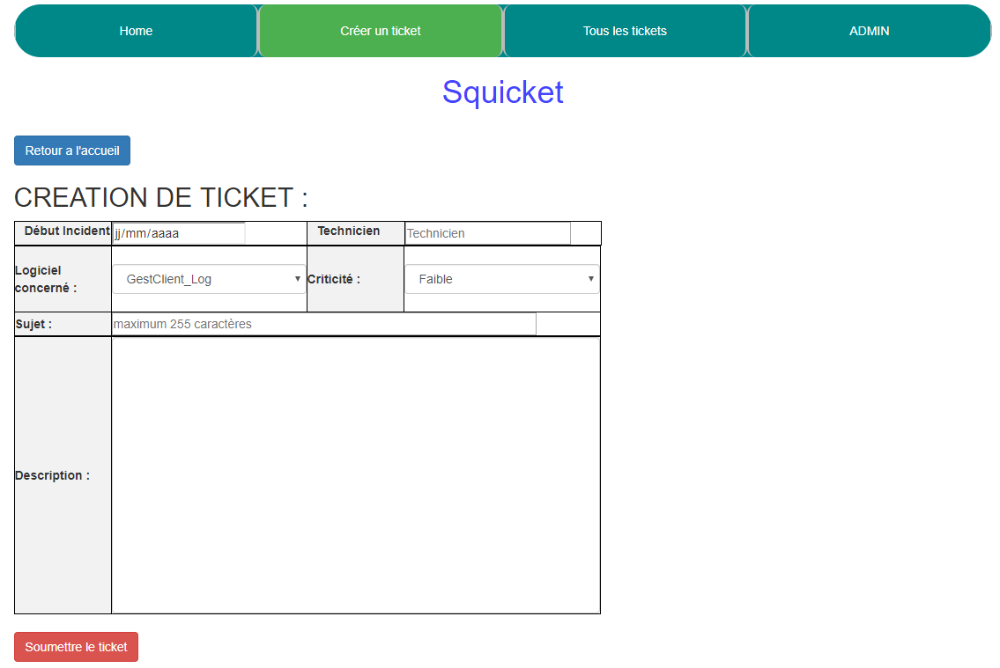 Home Créer un ticket Tous les tickets ADMIN
Squicket
Retour a l'accueil
CREATION DE TICKET :
Début Incident jj/mm/aaaa Technicien Technicien
Logiciel concerné : GestClient_Log Criticité : Faible
Sujet : maximum 255 caractères
Description :
Soumettre le ticket